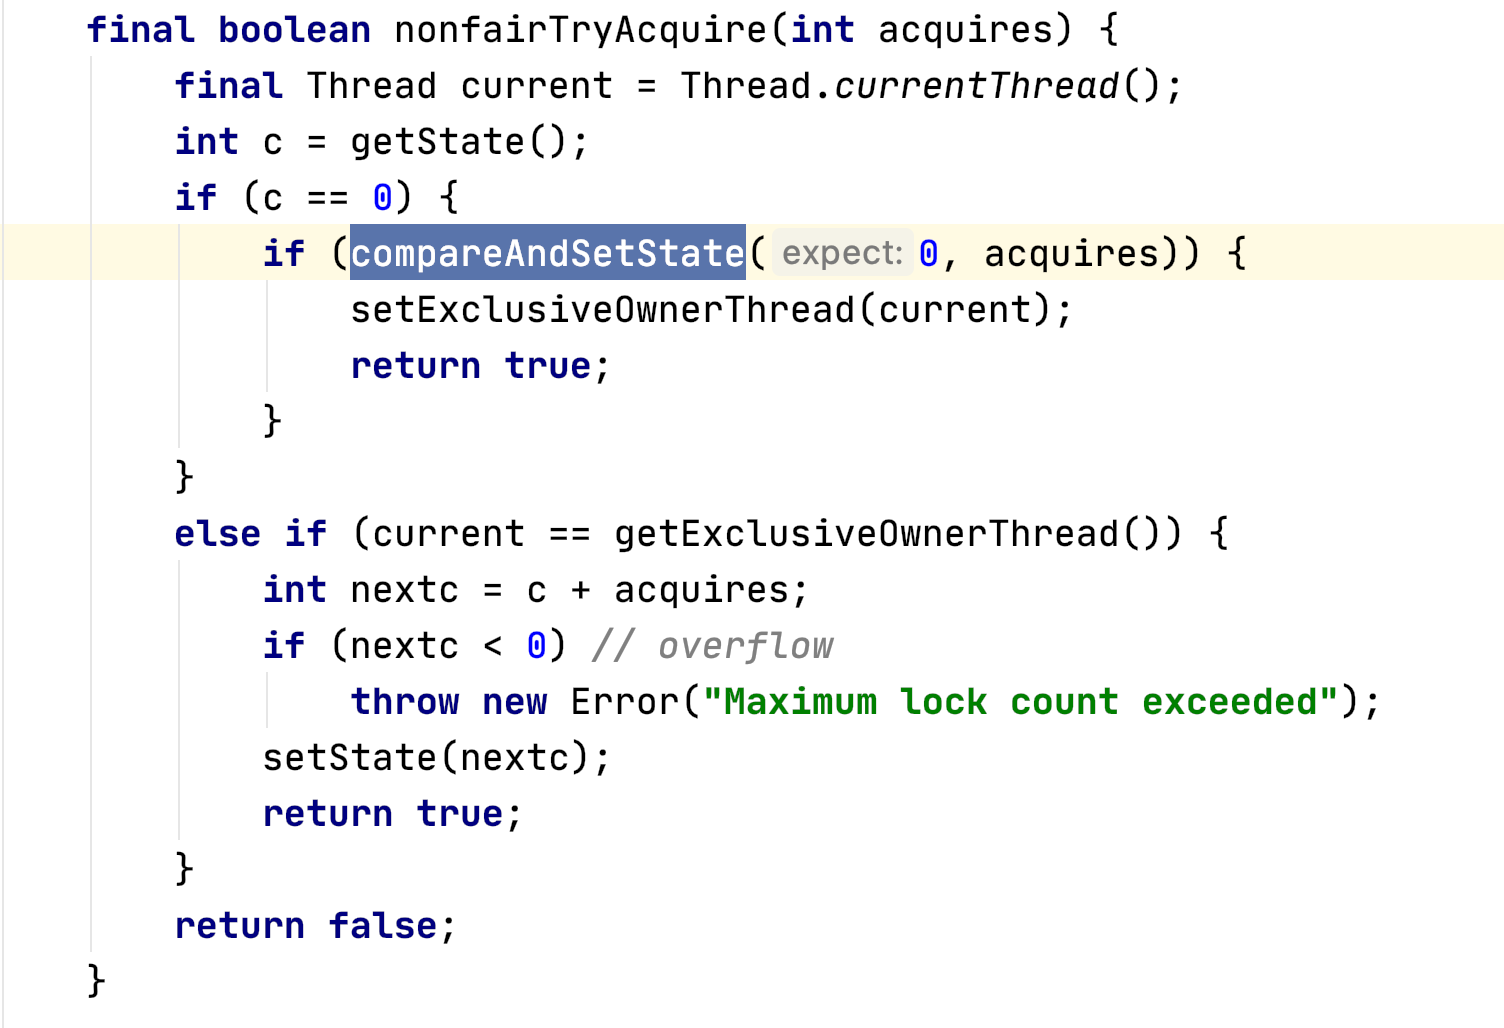 final boolean nonfairTryAcquire(int acquires) {
final Thread current = Thread.currentThread();
int c = getState();
if (c == 0) {
if (compareAndSetState( expect: 0, acquires)) {
setExclusiveOwnerThread(current);
return true;
}
}
else if (current == getExclusiveOwnerThread()) {
int nextc = c + acquires;
if (nextc < 0) // overflow
throw new Error("Maximum lock count exceeded");
setState(nextc);
return true;
}
return false;
}